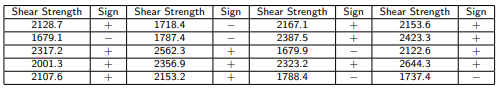 Shear Strength Sign Shear Strength Sign Shear Strength Sign Shear Strength Sign
2128.7 + 1718.4 − 2167.1 + 2153.6 +
1679.1 − 1787.4 − 2387.5 + 2423.3 +
2317.2 + 2562.3 + 1679.9 − 2122.6 +
2001.3 + 2356.9 + 2323.2 + 2644.3 +
2107.6 + 2153.2 + 1788.4 − 1737.4 −